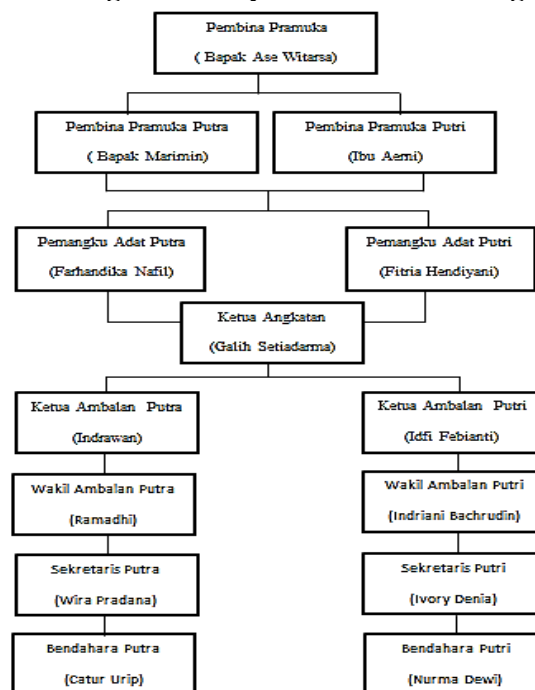 Pembina Pramuka
( Bapak Ase Witarsa)
Pembina Pramuka Putra
( Bapak Marimin)
Pembina Pramuka Putri
(Ibu Aerni)
Pemangku Adat Putra
(Farhandika Nafil)
Pemangku Adat Putri
(Fitria Hendiyani)
Ketua Angkatan
(Galih Setiadarma)
Ketua Ambalan Putra
(Indrawan)
Ketua Ambalan Putri
(Idfi Febianti)
Wakil Ambalan Putra
(Ramadhi)
Wakil Ambalan Putri
(Indriani Bachrudin)
Sekretaris Putra
(Wira Pradana)
Sekretaris Putri
(Ivory Denia)
Bendahara Putra
(Catur Urip)
Bendahara Putri
(Nurma Dewi)